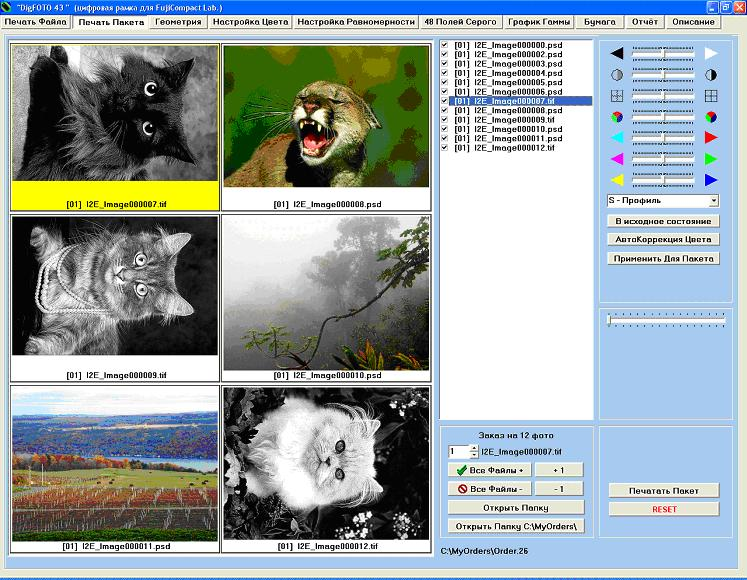 "DigFOTO 43" (цифровая рамка для FujiCompact Lab.)
Печать Файла Печать Пакета Геометрия Настройка Цвета Настройка Равномерности 48 Полей Серого График Гаммы Бумага Отчёт Описание
[01] I2E_Image000007.tif
[01] I2E_Image000008.psd
[01] I2E_Image000009.tif
[01] I2E_Image000010.psd
[01] I2E_Image000011.psd
[01] I2E_Image000012.tif
[01] I2E_Image000000.psd
[01] I2E_Image000002.psd
[01] I2E_Image000003.psd
[01] I2E_Image000004.psd
[01] I2E_Image000005.psd
[01] I2E_Image000006.psd
[01] I2E_Image000007.tif
[01] I2E_Image000008.psd
[01] I2E_Image000009.tif
[01] I2E_Image000010.psd
[01] I2E_Image000011.psd
[01] I2E_Image000012.tif
S - Профиль
В исходное состояние
АвтоКоррекция Цвета
Применить Для Пакета
Заказ на 12 фото
1 I2E_Image000007.tif
Все Файлы + + 1
Все Файлы - - 1
Открыть Папку
Открыть Папку C:\MyOrders\
C:\MyOrders\Order.26
Печатать Пакет
RESET